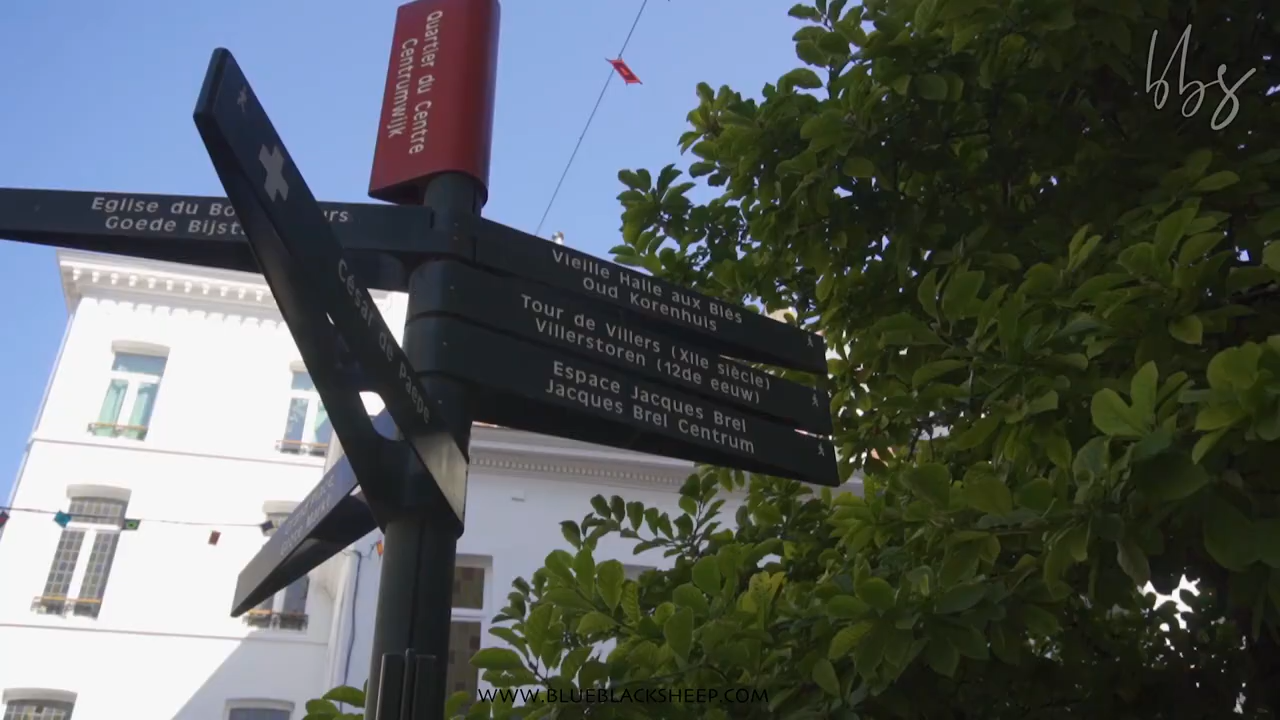 Quartier du Centre
Centrumwijk
bbs
Eglise du Bo
Goede Bijst
César de Paepe
Vieille Halle aux Blés
Oud Korenhuis
Tour de Villers (XIIe siècle)
Villerstoren (12de eeuw)
Espace Jacques Brel
Jacques Brel Centrum
WWW.BLUEBLACKSHEEP.COM